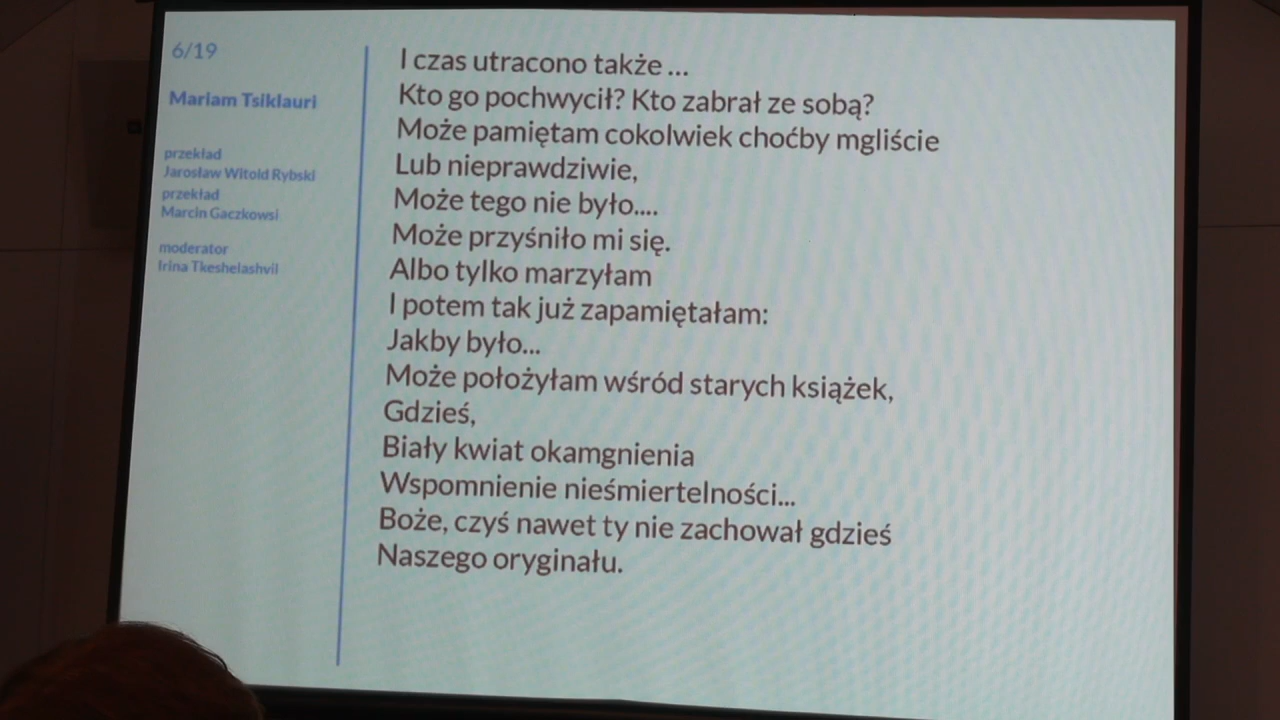 6/19
Mariam Tsiklauri
przekład
Jarosław Witold Rybski
przekład
Marcin Gaczkowsi
moderator
Irina Tkeshelashvil
I czas utracono także ...
Kto go pochwycił? Kto zabrał ze sobą?
Może pamiętam cokolwiek choćby mgliście
Lub nieprawdziwie,
Może tego nie było....
Może przyśniło mi się.
Albo tylko marzyłam
I potem tak już zapamiętałam:
Jakby było...
Może położyłam wśród starych książek,
Gdzieś,
Biały kwiat okamgnienia
Wspomnienie nieśmiertelności...
Boże, czyś nawet ty nie zachował gdzieś
Naszego oryginału.